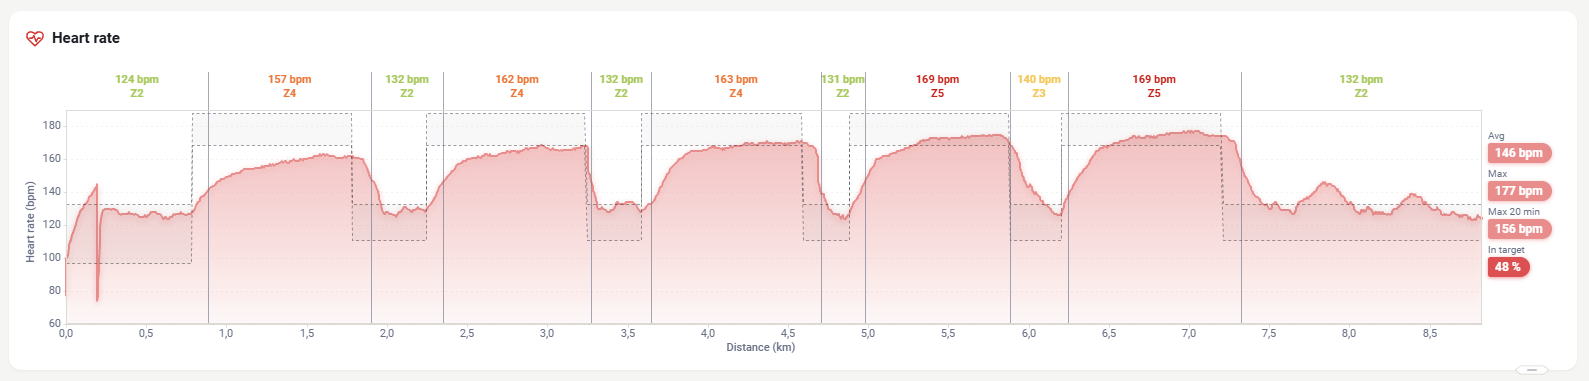 Heart rate
124 bpm 157 bpm 132 bpm 162 bpm 132 bpm 163 bpm 131 bpm 169 bpm 140 bpm 169 bpm 132 bpm
Z2 Z4 Z2 Z4 Z2 Z4 Z2 Z5 Z3 Z5 Z2
180
160
140
120
100
80
60
Heart rate (bpm)
0,0 0,5 1,0 1,5 2,0 2,5 3,0 3,5 4,0 4,5 5,0 5,5 6,0 6,5 7,0 7,5 8,0 8,5
Distance (km)
Avg
146 bpm
Max
177 bpm
Max 20 min
156 bpm
In target
48 %